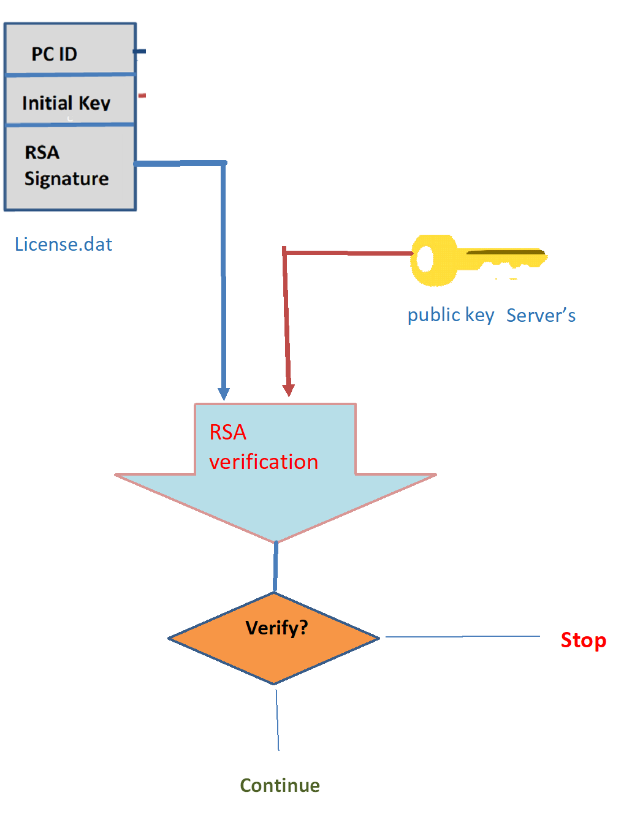 PC ID
Initial Key
RSA
Signature
License.dat
public key Server's
RSA
verification
Verify?
Stop
Continue